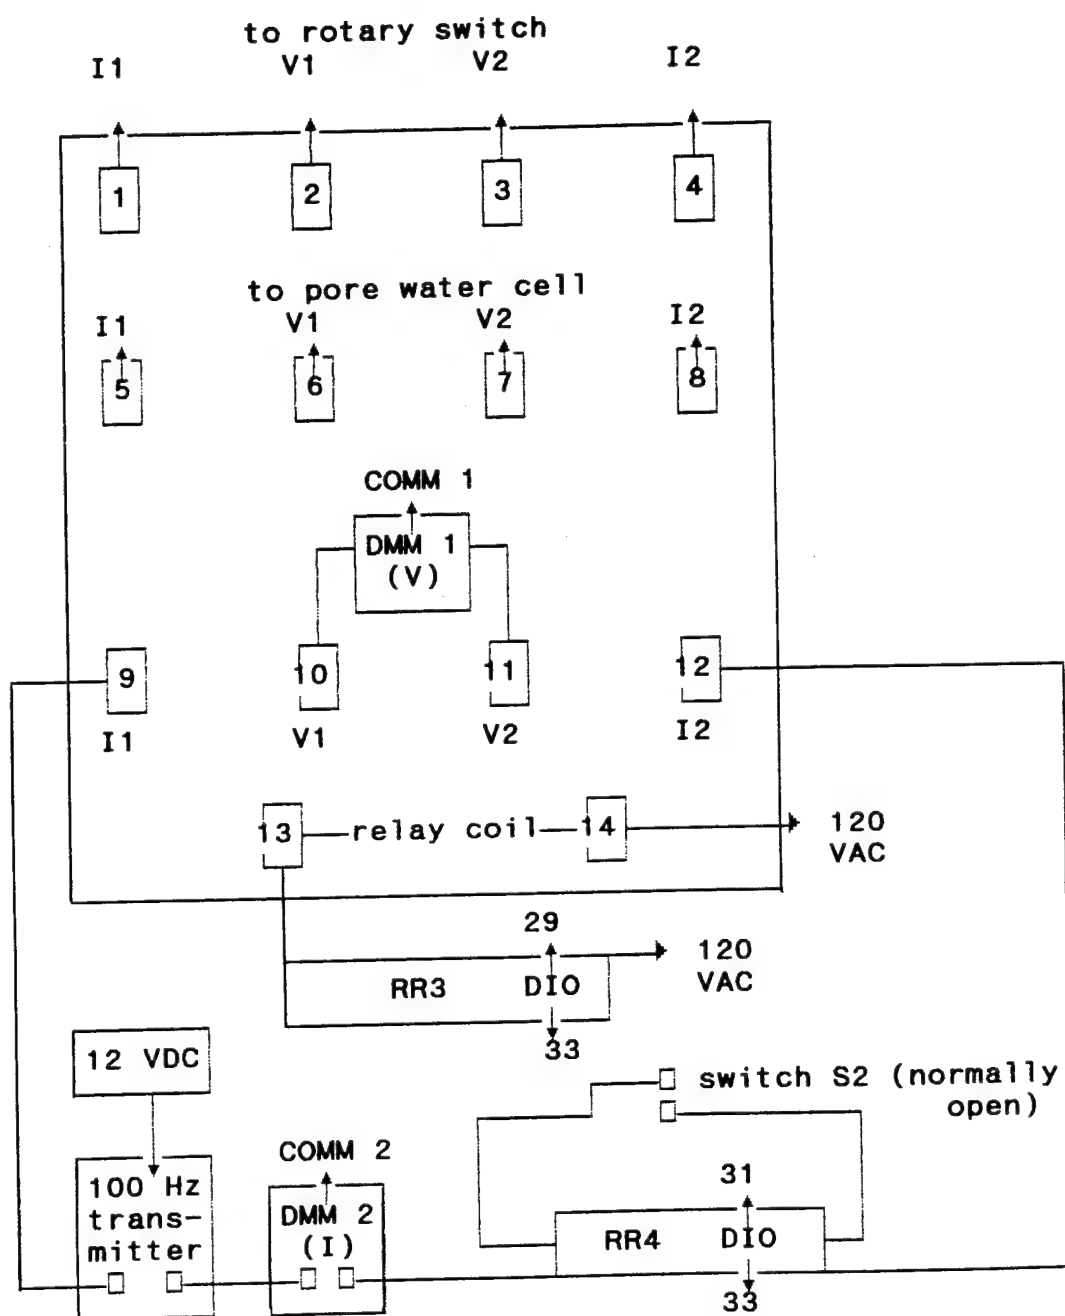 to rotary switch
I1 V1 V2 I2
1 2 3 4
to pore water cell
I1 V1 V2 I2
5 6 7 8
COMM 1
DMM 1
(V)
9 10 11 12
I1 V1 V2 I2
13 relay coil 14 120
VAC
29
RR3 DIO 120
VAC
33
12 VDC
switch S2 (normally
open)
COMM 2
100 Hz
trans-
mitter
DMM 2
(I)
31
RR4 DIO
33